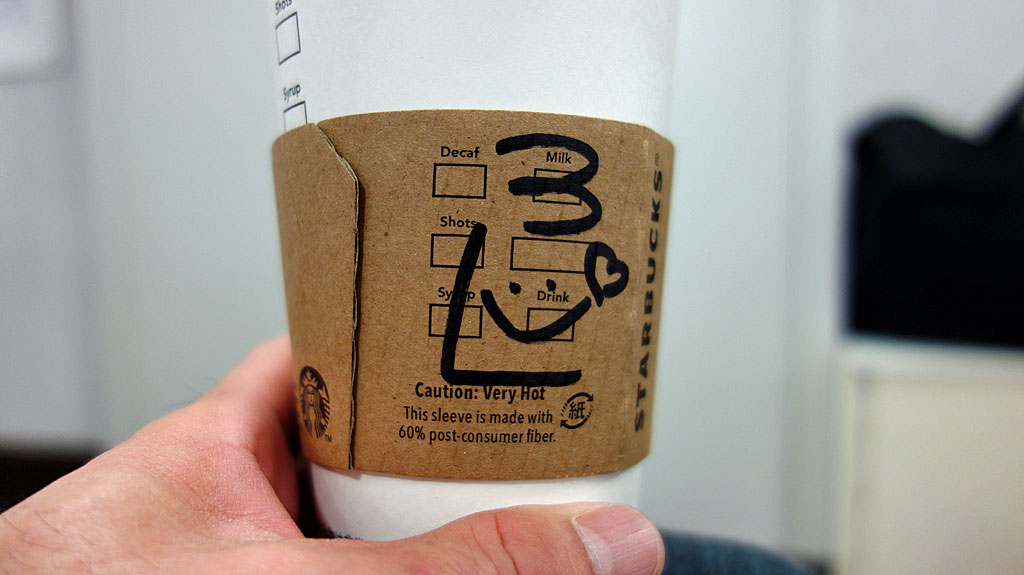 Shots
Syrup
Decaf
Milk
Shots
Syrup
Drink
Caution: Very Hot
This sleeve is made with
60% post-consumer fiber.
紙
STARBUCKS®
TM